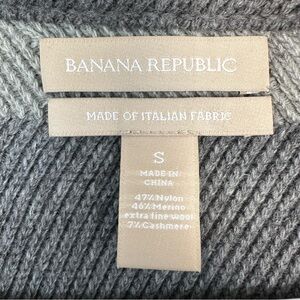 BANANA REPUBLIC
MADE OF ITALIAN FABRIC
S
MADE IN
CHINA
47% Nylon
46% Merino
extra fine wool
7% Cashmere